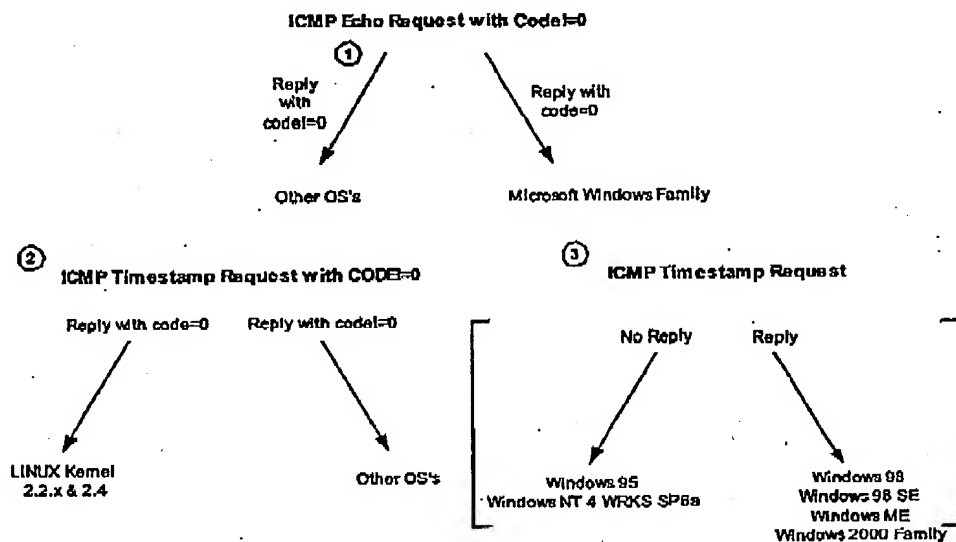 ICMP Echo Request with Code!=0
1
Reply
with
code!=0
Reply with
code=0
Other OS's
Microsoft Windows Family
2
ICMP Timestamp Request with CODE!=0
3
ICMP Timestamp Request
Reply with code=0
Reply with code!=0
No Reply
Reply
LINUX Kernel
2.2.x & 2.4
Other OS's
Windows 95
Windows NT 4 WRKS SP6a
Windows 98
Windows 98 SE
Windows ME
Windows 2000 Family